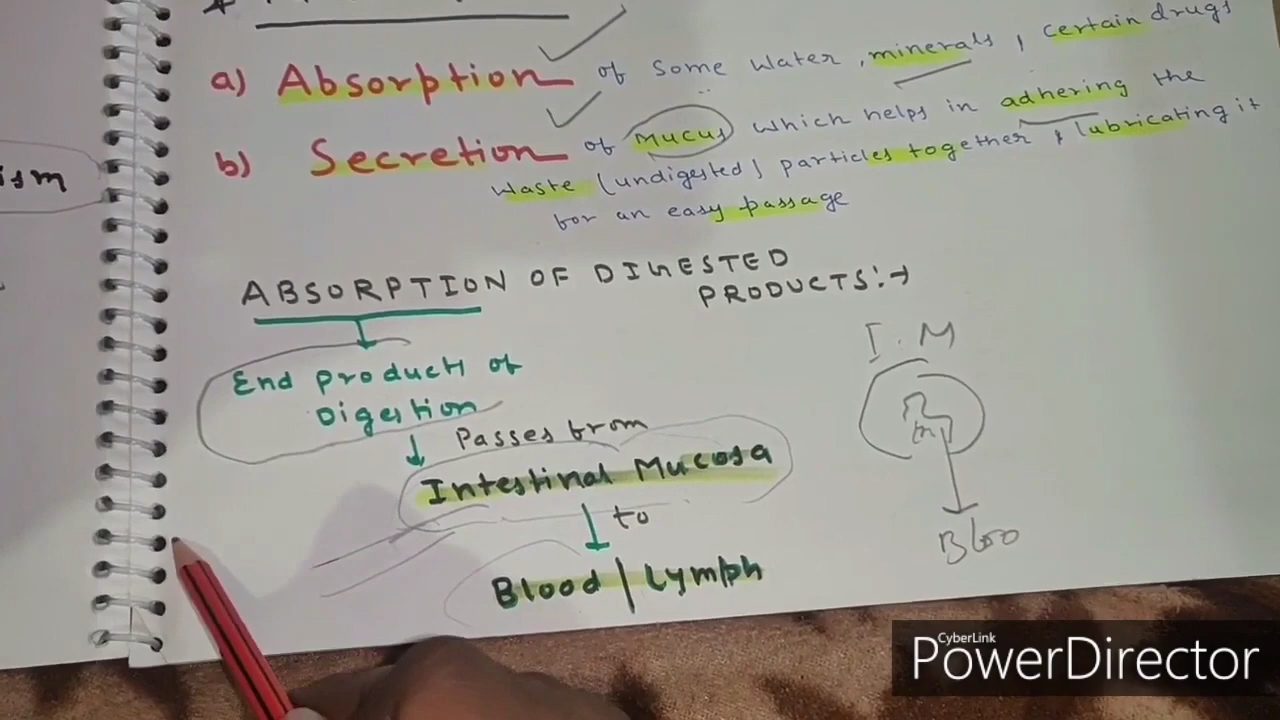 a) Absorption of some water, minerals, certain drugs
b) Secretion of Mucus which helps in adhering the
waste (undigested) particles together, lubricating it
for an easy passage
ism
ABSORPTION OF DIGESTED
PRODUCTS:→
End products of
Digestion
Passes from
Intestinal Mucosa
to
Blood / Lymph
I.M
Bloo
CyberLink
PowerDirector